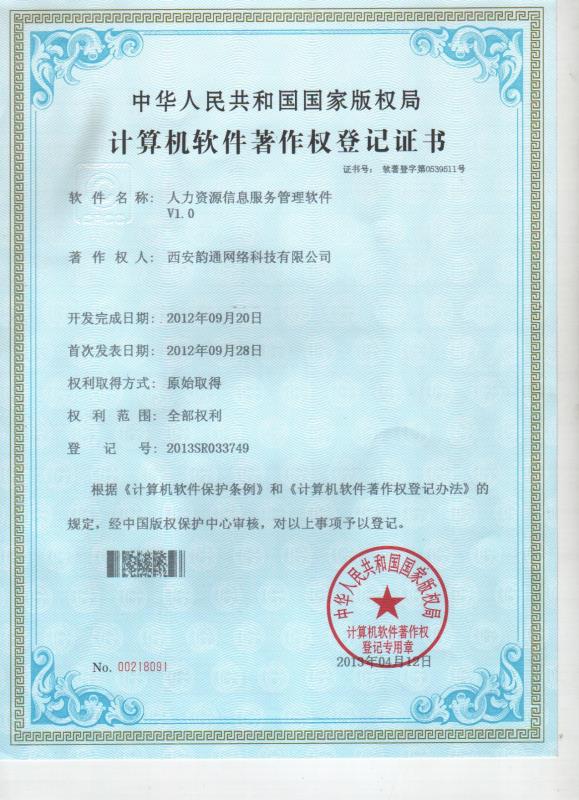 中华人民共和国国家版权局
计算机软件著作权登记证书
证书号： 软著登字第0539511号
软件名称： 人力资源信息服务管理软件
V1.0
著作权人： 西安韵通网络科技有限公司
开发完成日期： 2012年09月20日
首次发表日期： 2012年09月28日
权利取得方式： 原始取得
权利范围： 全部权利
登记号： 2013SR033749
根据《计算机软件保护条例》和《计算机软件著作权登记办法》的
规定，经中国版权保护中心审核，对以上事项予以登记。
中华人民共和国国家版权局
计算机软件著作权
登记专用章
2013年04月12日
No. 00218091